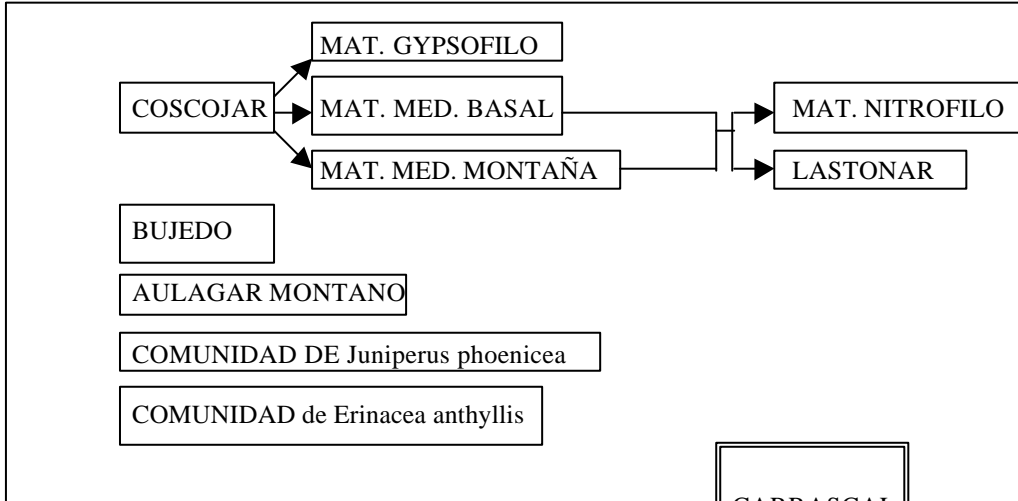 MAT. GYPSOFILO
COSCOJAR
MAT. MED. BASAL
MAT. NITROFILO
MAT. MED. MONTAÑA
LASTONAR
BUJEDO
AULAGAR MONTANO
COMUNIDAD DE Juniperus phoenicea
COMUNIDAD de Erinacea anthyllis
CARRASCAL